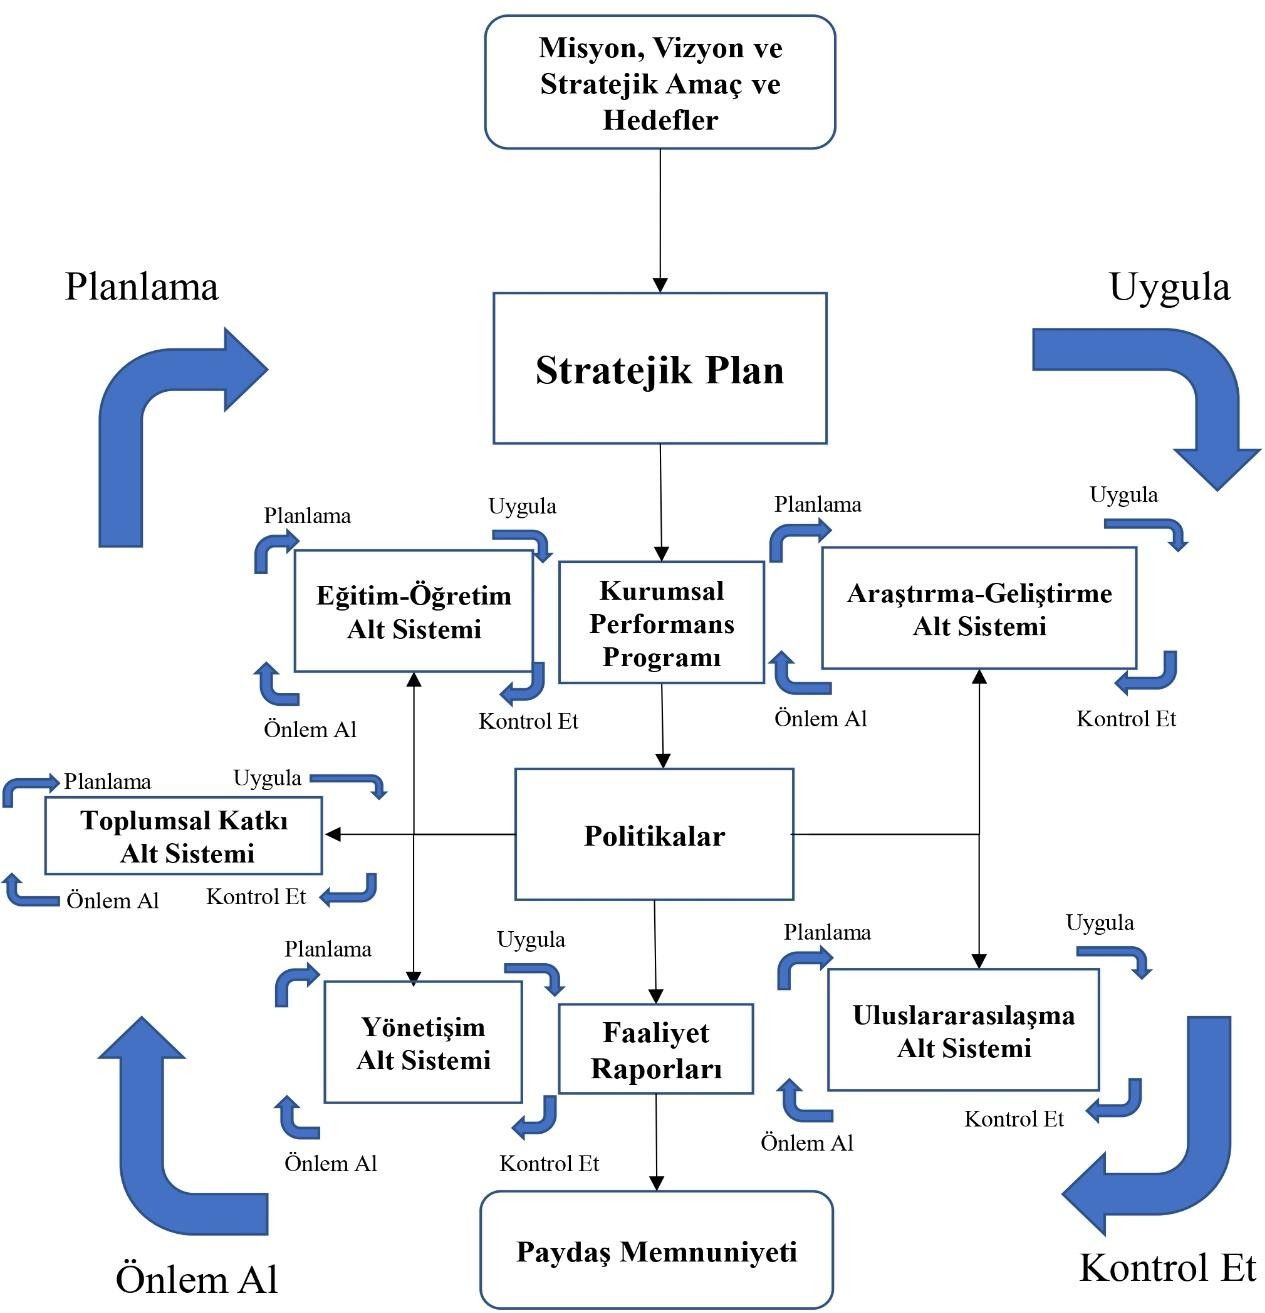 Misyon, Vizyon ve
Stratejik Amaç ve
Hedefler
Planlama
Uygula
Stratejik Plan
Planlama
Uygula
Eğitim-Öğretim
Alt Sistemi
Önlem Al
Kontrol Et
Kurumsal
Performans
Programı
Planlama
Uygula
Araştırma-Geliştirme
Alt Sistemi
Önlem Al
Kontrol Et
Planlama
Uygula
Toplumsal Katkı
Alt Sistemi
Önlem Al
Kontrol Et
Politikalar
Planlama
Uygula
Yönetişim
Alt Sistemi
Önlem Al
Kontrol Et
Faaliyet
Raporları
Planlama
Uygula
Uluslararasılaşma
Alt Sistemi
Önlem Al
Kontrol Et
Paydaş Memnuniyeti
Önlem Al
Kontrol Et